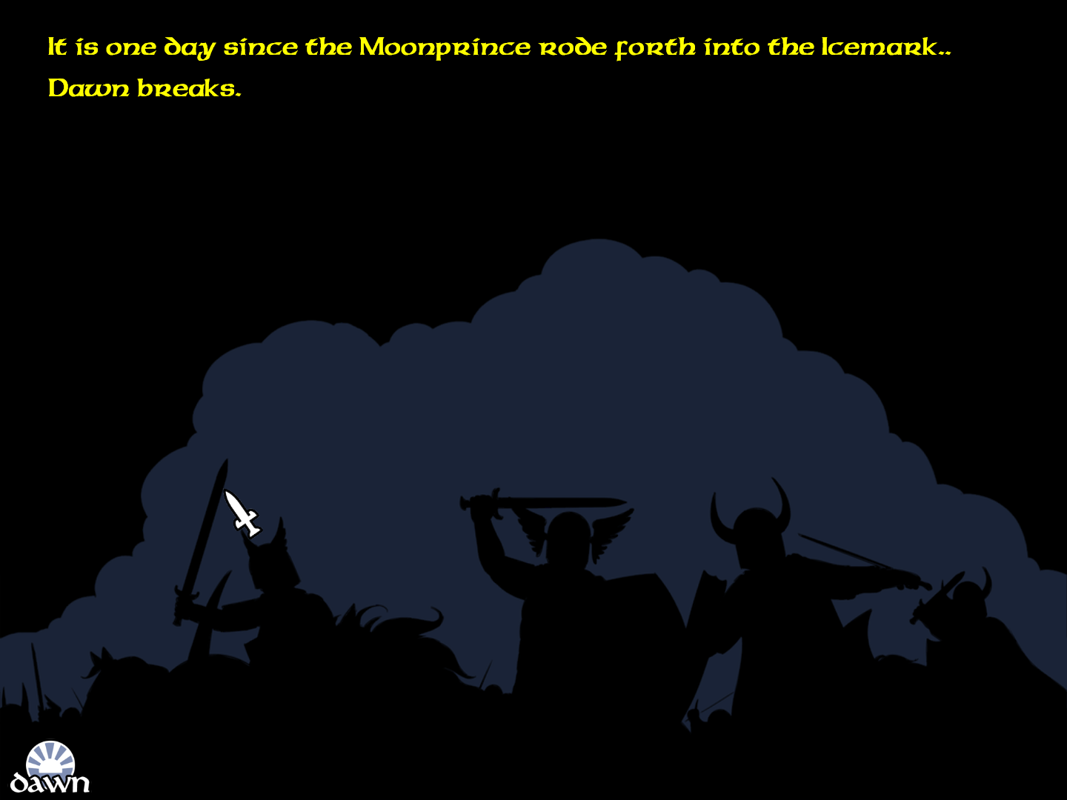 It is one day since the Moonprince rode forth into the Icemark..
Dawn breaks.
dawn